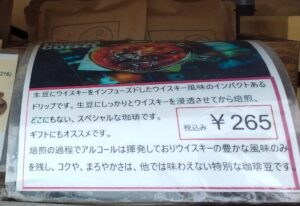 生豆にウイスキーをインフューズドしたウイスキー風味のインパクトある
ドリップです。生豆にしっかりとウイスキーを浸透させてから焙煎、
どこにもない、スペシャルな珈琲です。
ギフトにもオススメです。
税込み ¥265
焙煎の過程でアルコールは揮発しておりウイスキーの豊かな風味のみ
を残し、コクや、まろやかさは、他では味わえない特別な珈琲豆です。